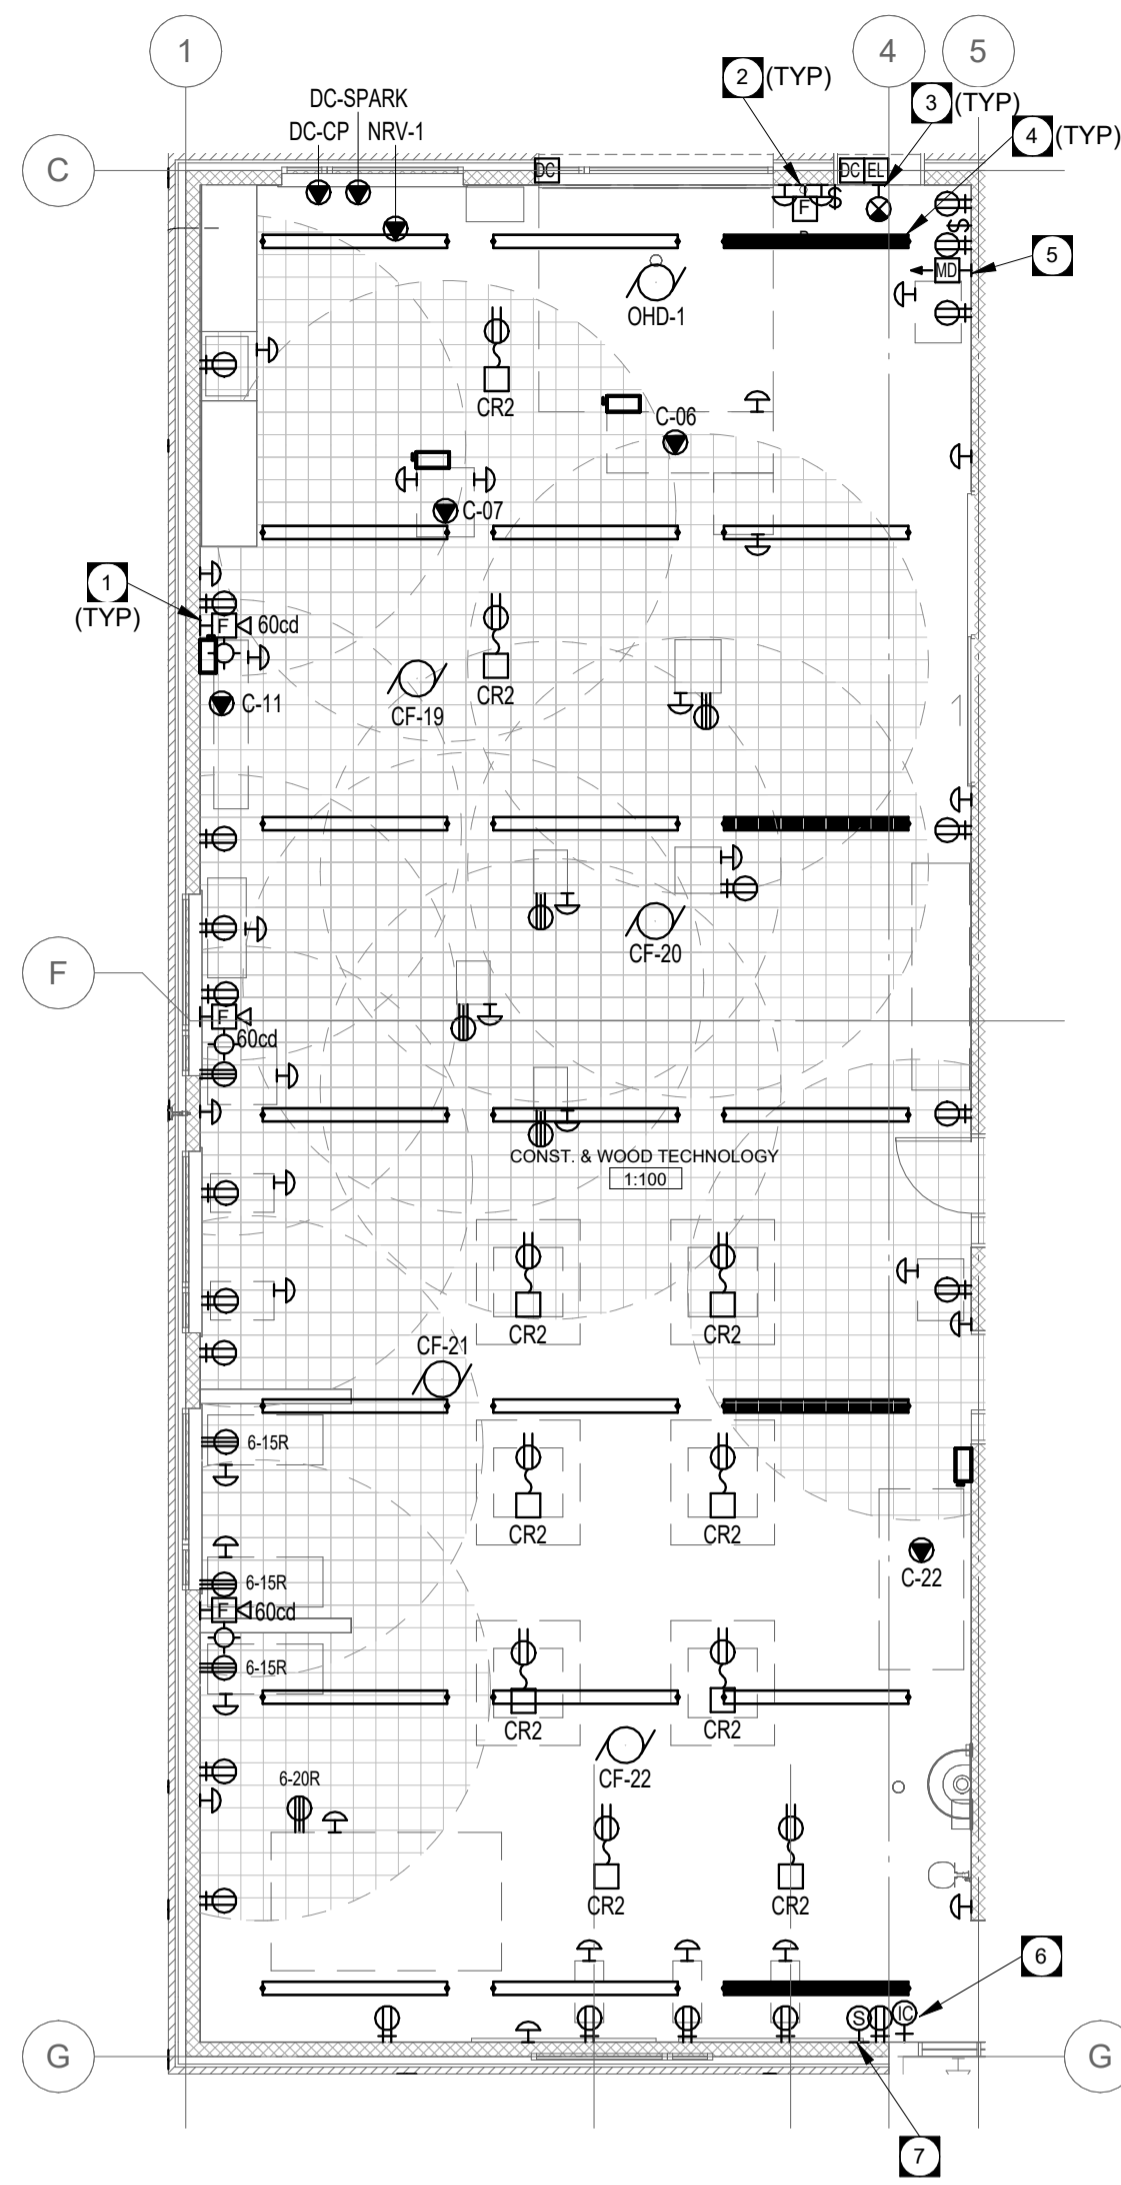 1
4
5
2 (TYP)
3 (TYP)
DC-SPARK
DC-CP NRV-1
4 (TYP)
C
DC
DC EL
F
$
$
5
MD
OHD-1
CR2
C-06
C-07
1
(TYP)
F 60cd
CR2
C-11
CF-19
CF-20
F
F
60cd
CONST. & WOOD TECHNOLOGY
1:100
CR2
CR2
CF-21
6-15R
CR2
CR2
C-22
6-15R
F 60cd
6-15R
CR2
CR2
CF-22
6-20R
CR2
CR2
6
S
IC
G
G
7